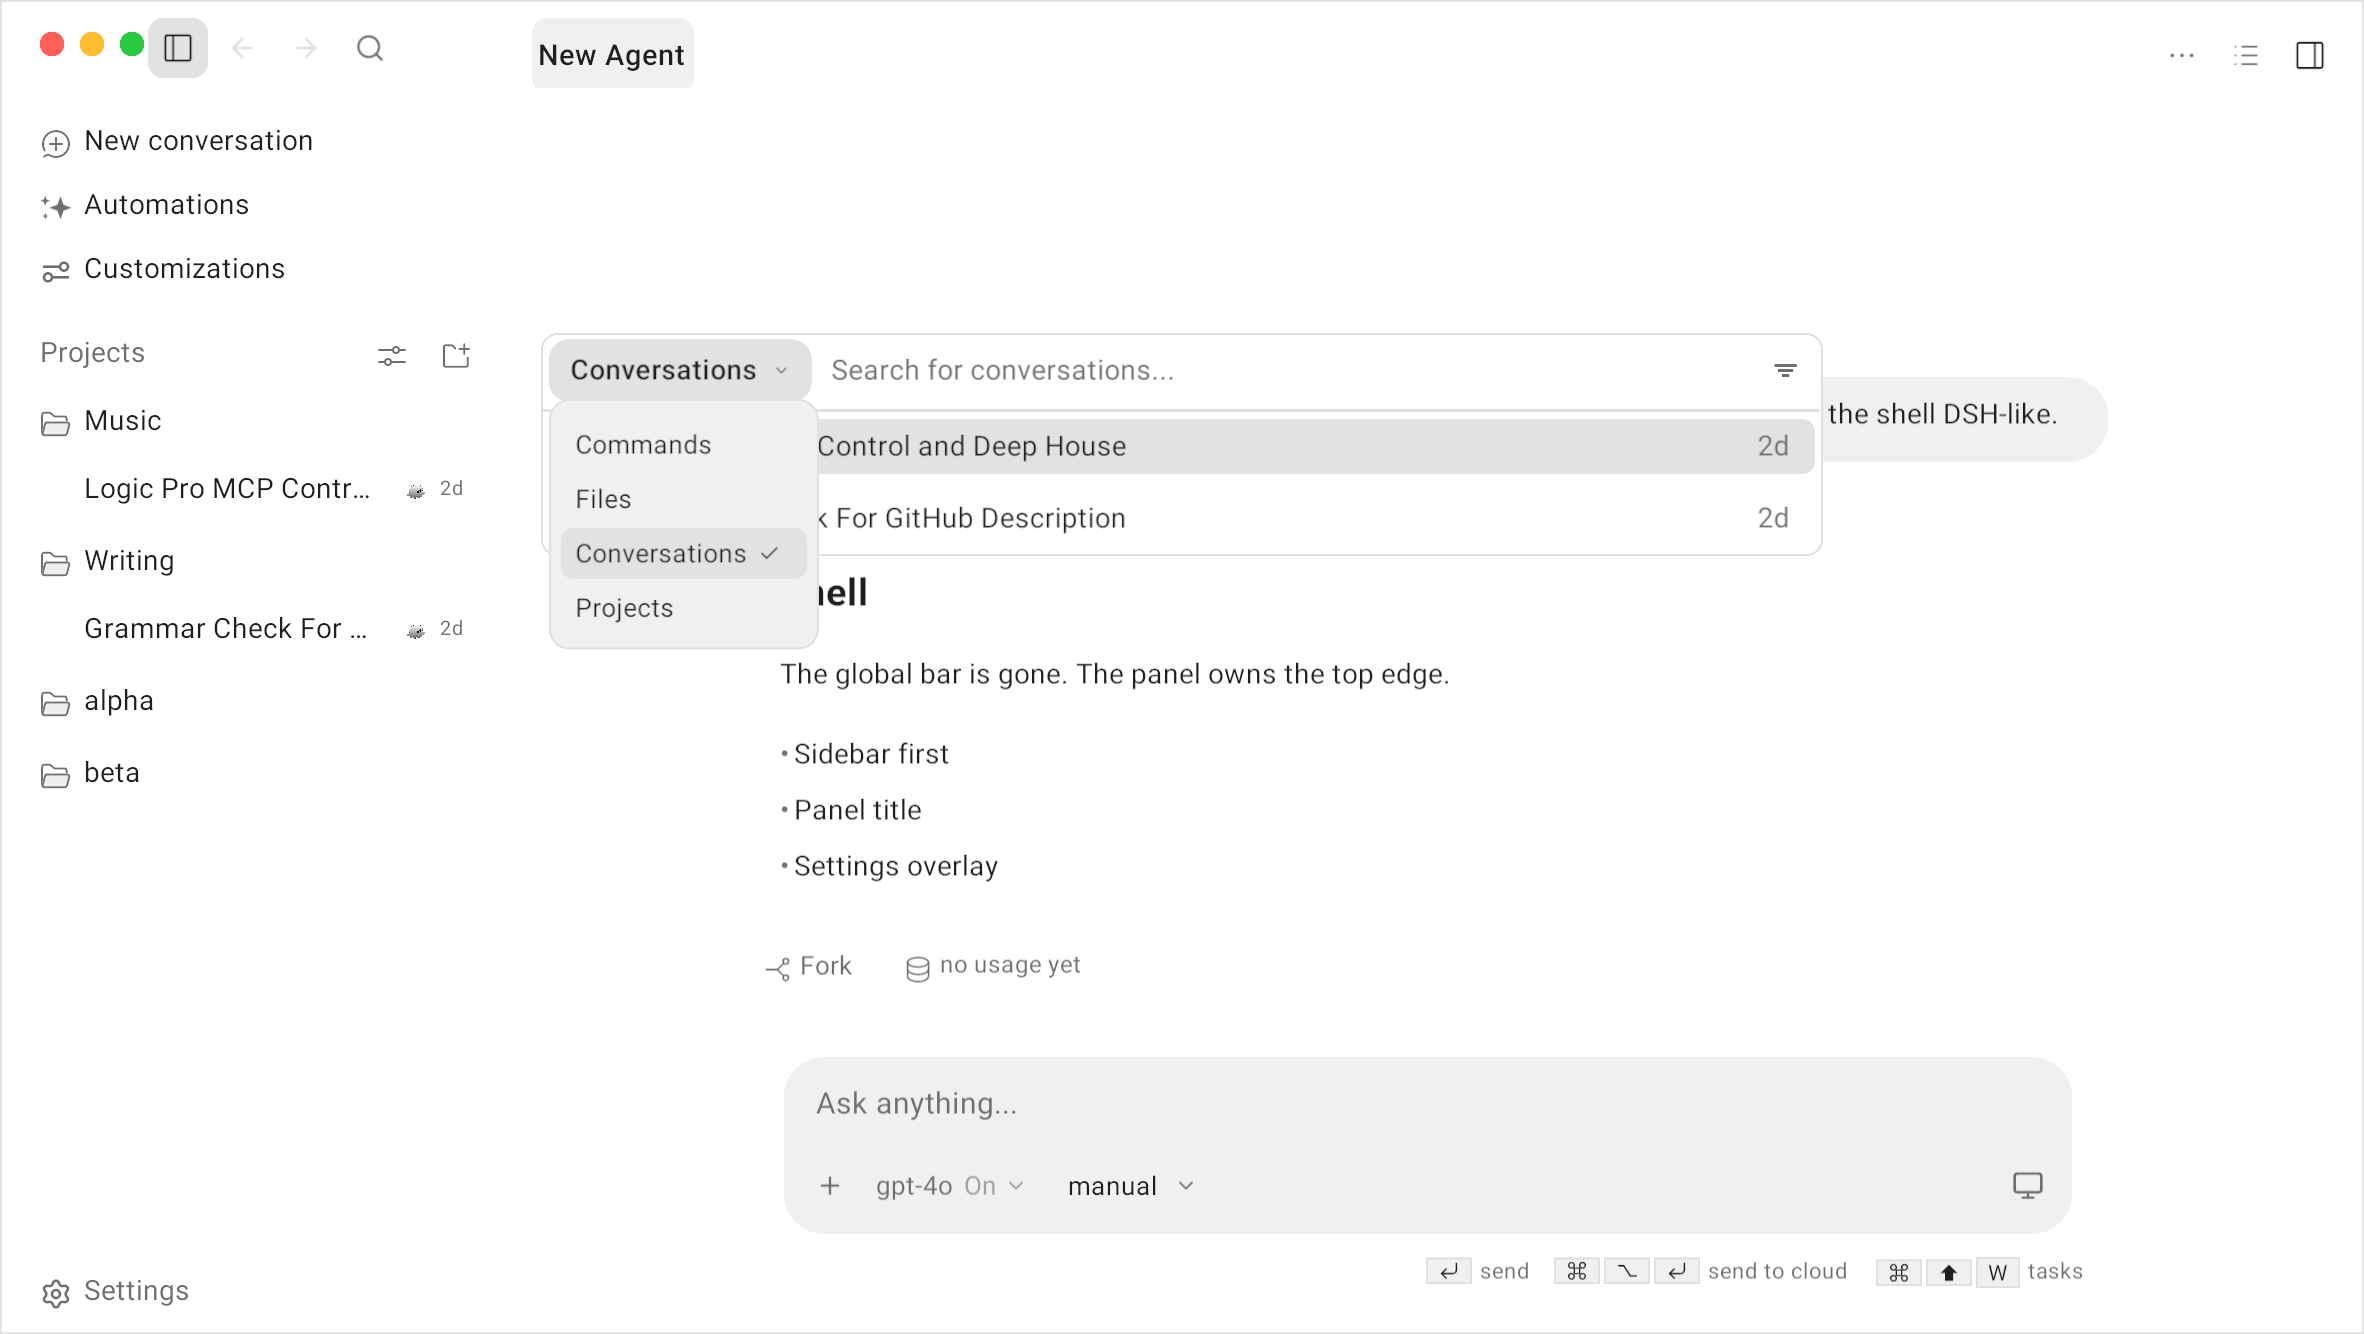 New Agent
New conversation
Automations
Customizations
Projects
Music
Logic Pro MCP Contr... 2d
Writing
Grammar Check For ... 2d
alpha
beta
Settings
Conversations Search for conversations...
Commands
Files
Conversations
Projects
Control and Deep House 2d
k For GitHub Description 2d
the shell DSH-like.
ell
The global bar is gone. The panel owns the top edge.
• Sidebar first
• Panel title
• Settings overlay
Fork no usage yet
Ask anything...
gpt-4o On manual
send ⌘ ⌥ send to cloud ⌘ W tasks